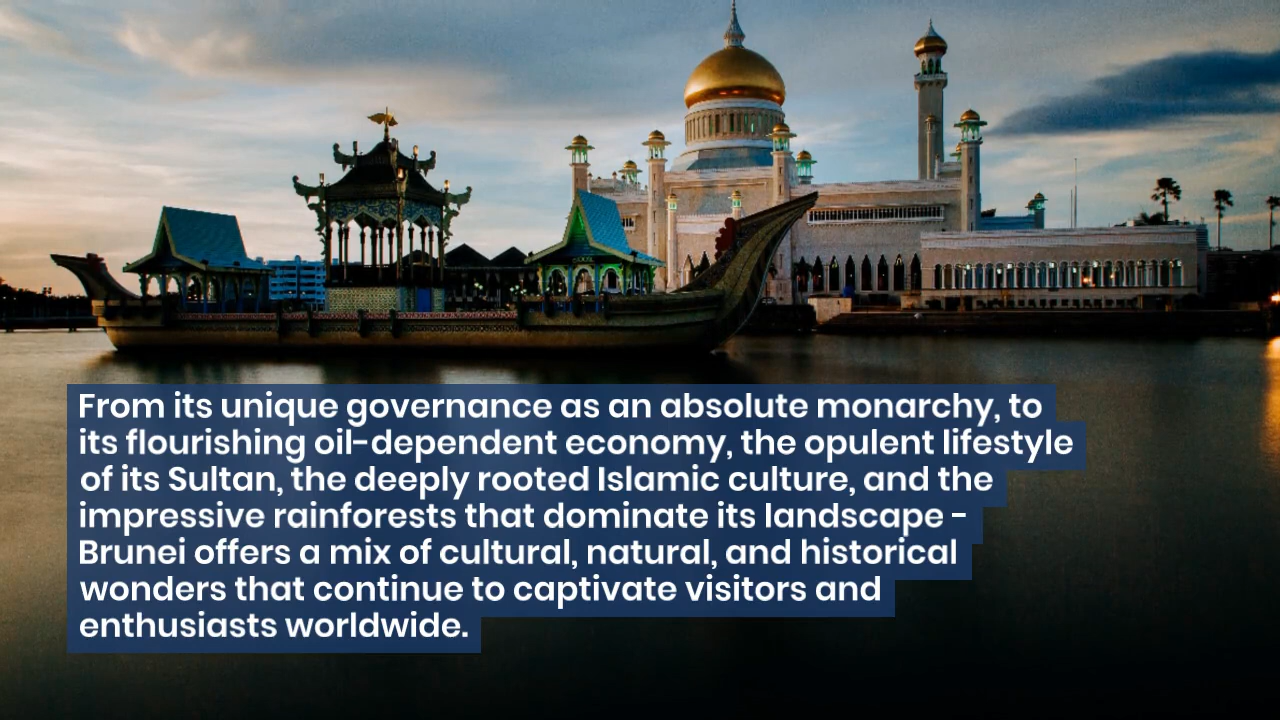 From its unique governance as an absolute monarchy, to
its flourishing oil-dependent economy, the opulent lifestyle
of its Sultan, the deeply rooted Islamic culture, and the
impressive rainforests that dominate its landscape -
Brunei offers a mix of cultural, natural, and historical
wonders that continue to captivate visitors and
enthusiasts worldwide.